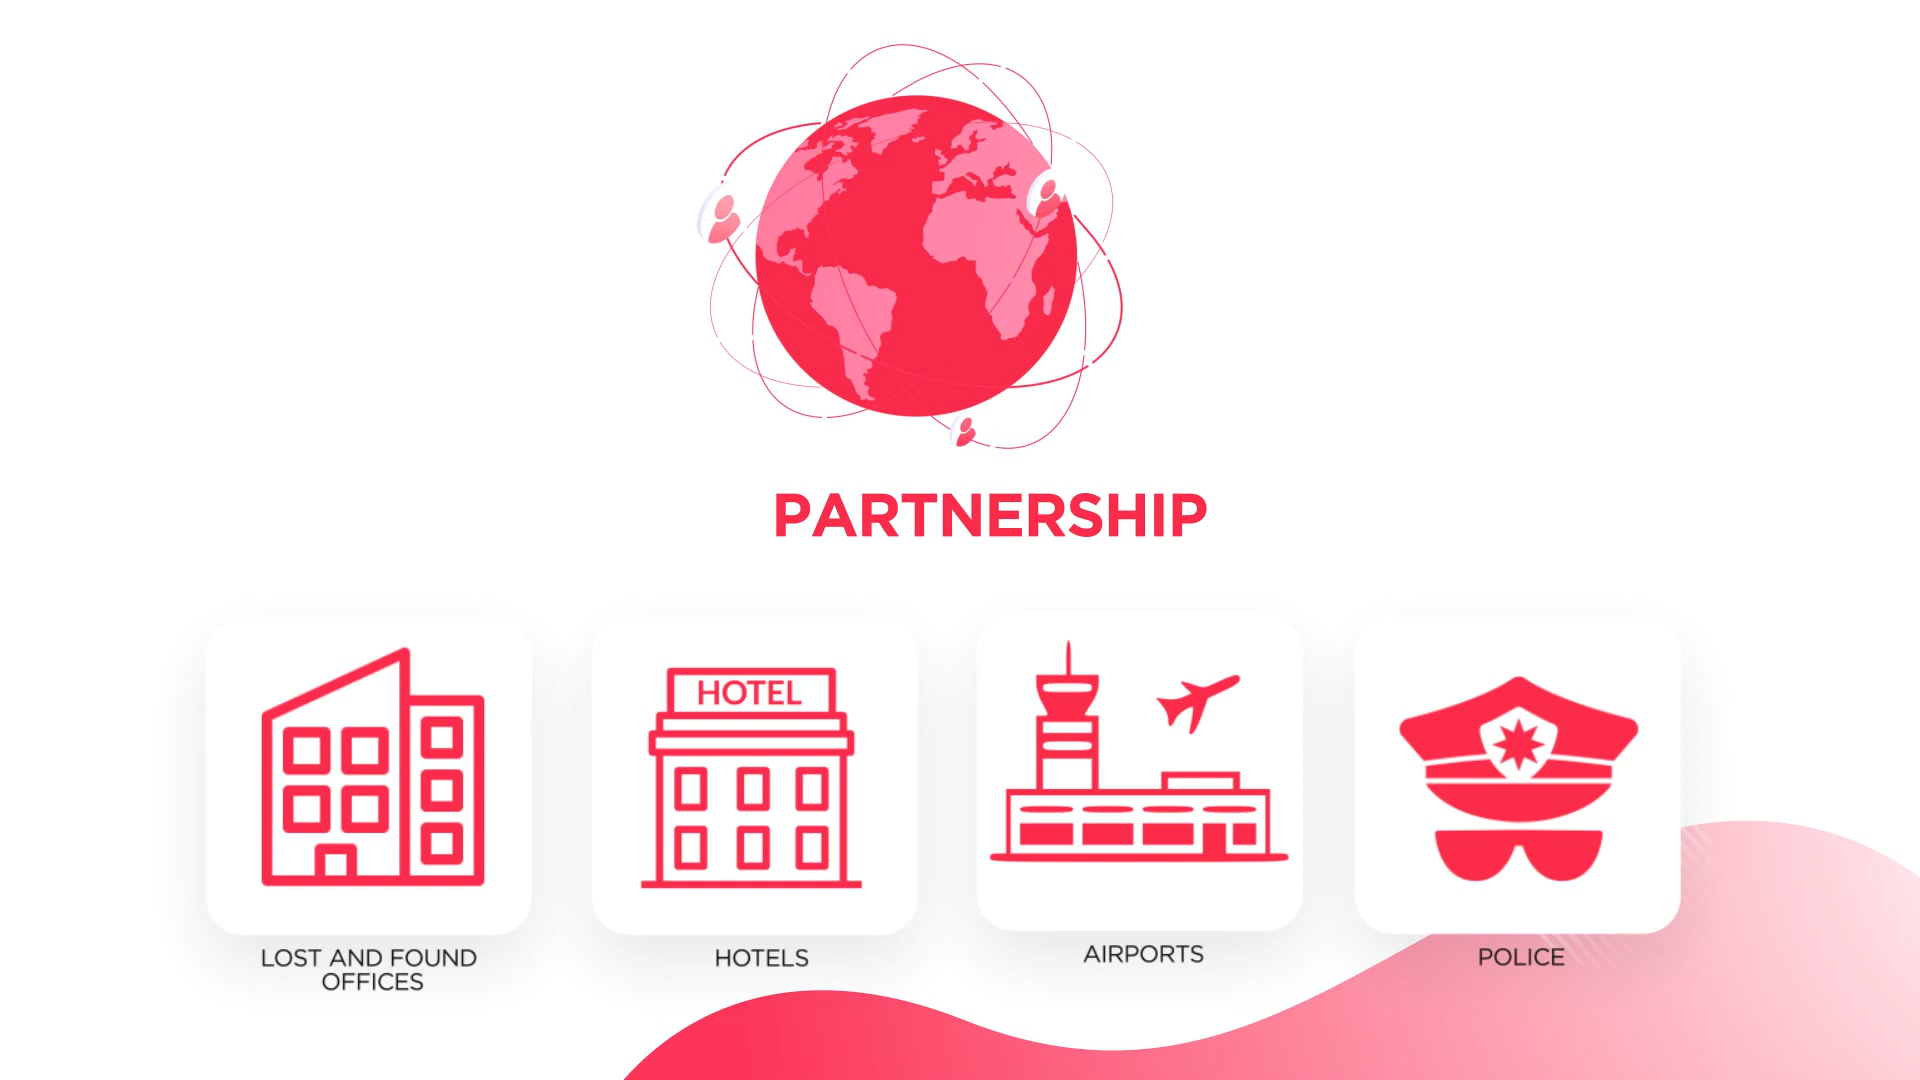 PARTNERSHIP
HOTEL
LOST AND FOUND
OFFICES
HOTELS
AIRPORTS
POLICE